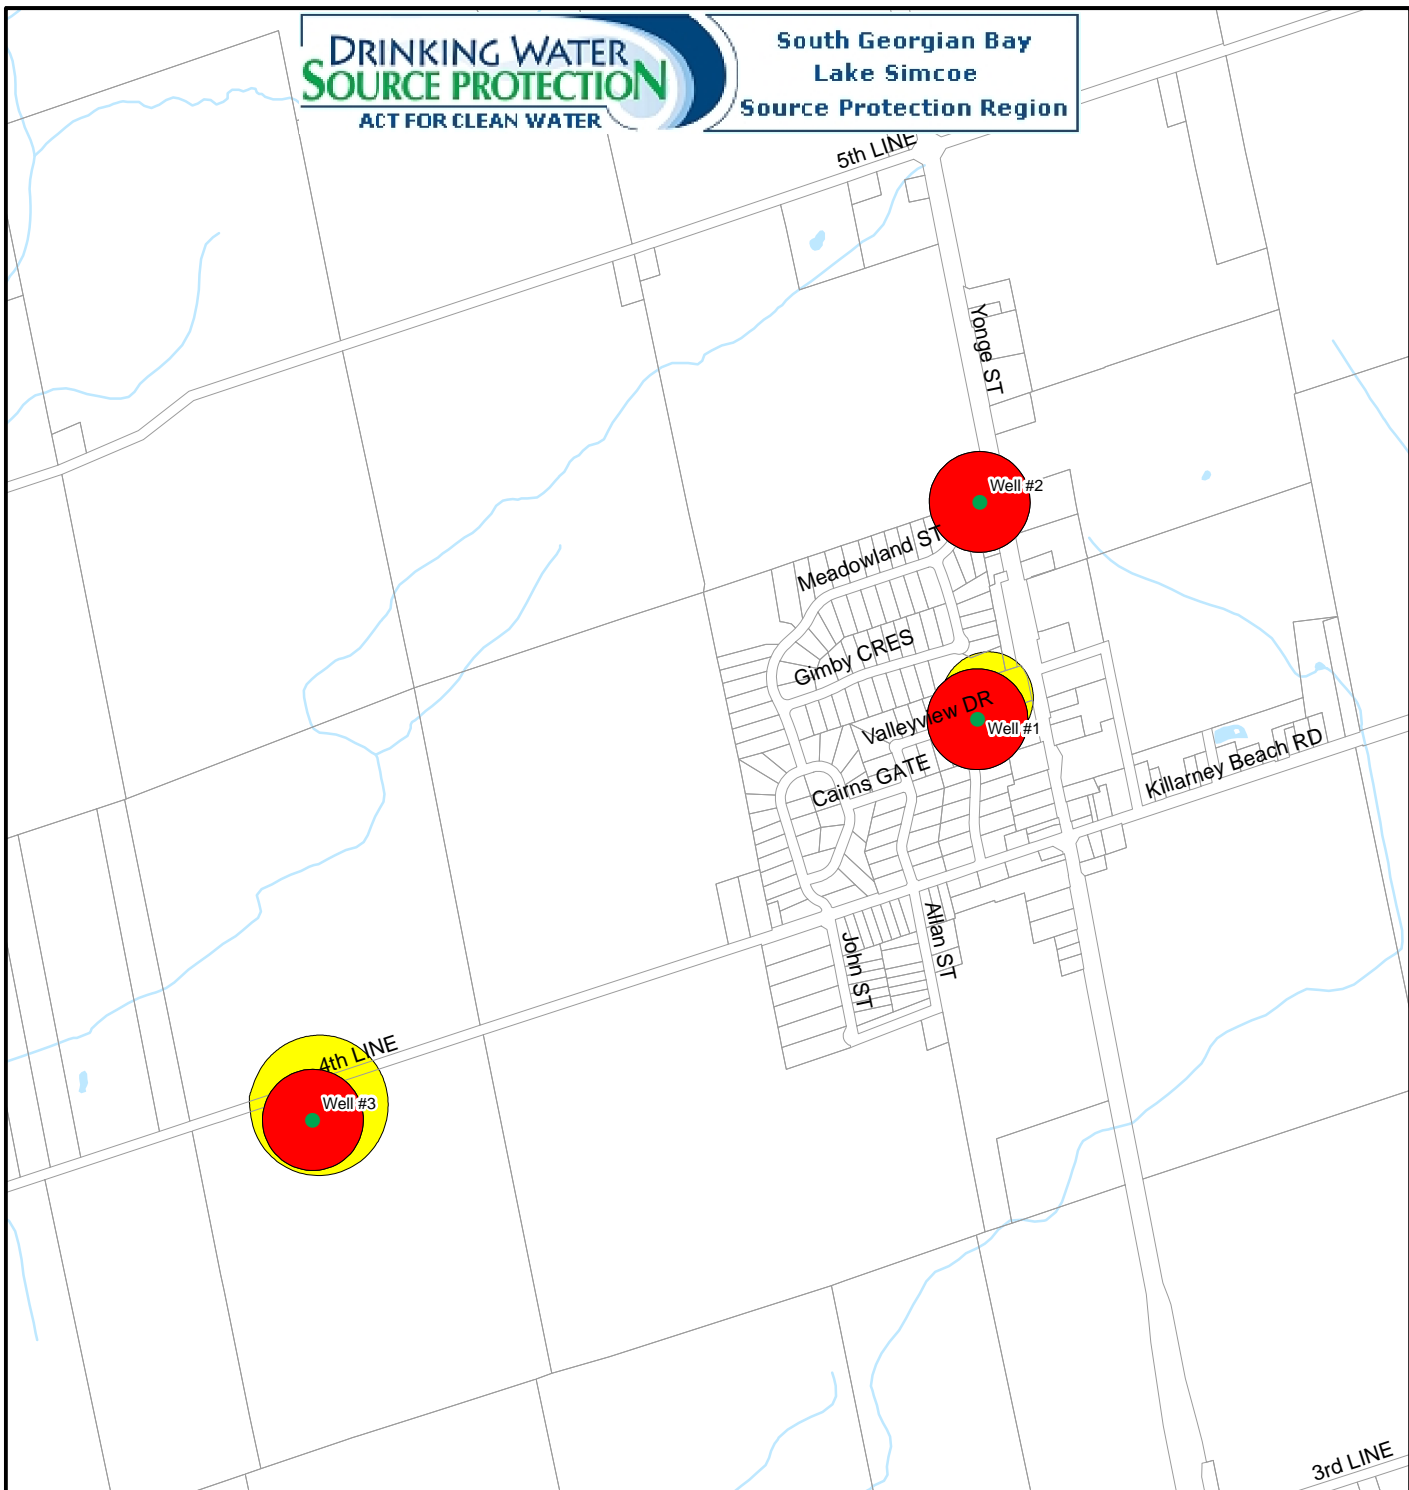 DRINKING WATER
SOURCE PROTECTION
ACT FOR CLEAN WATER
South Georgian Bay
Lake Simcoe
Source Protection Region
5th LINE
Yonge ST
Well #2
Meadowland ST
Gimby CRES
Valleyview DR
Well #1
Cairns GATE
Killarney Beach RD
Allan ST
John ST
4th LINE
Well #3
3rd LINE